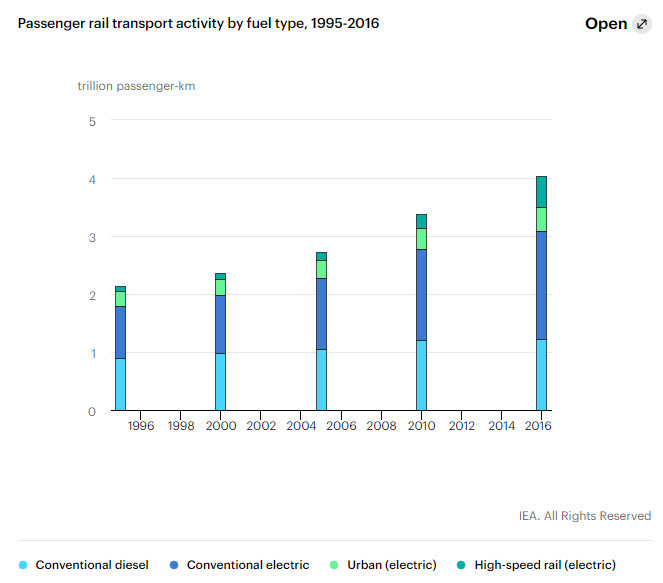 Passenger rail transport activity by fuel type, 1995-2016
Open
trillion passenger-km
5
4
3
2
1
0
1996 1998 2000 2002 2004 2006 2008 2010 2012 2014 2016
IEA. All Rights Reserved
Conventional diesel Conventional electric Urban (electric) High-speed rail (electric)